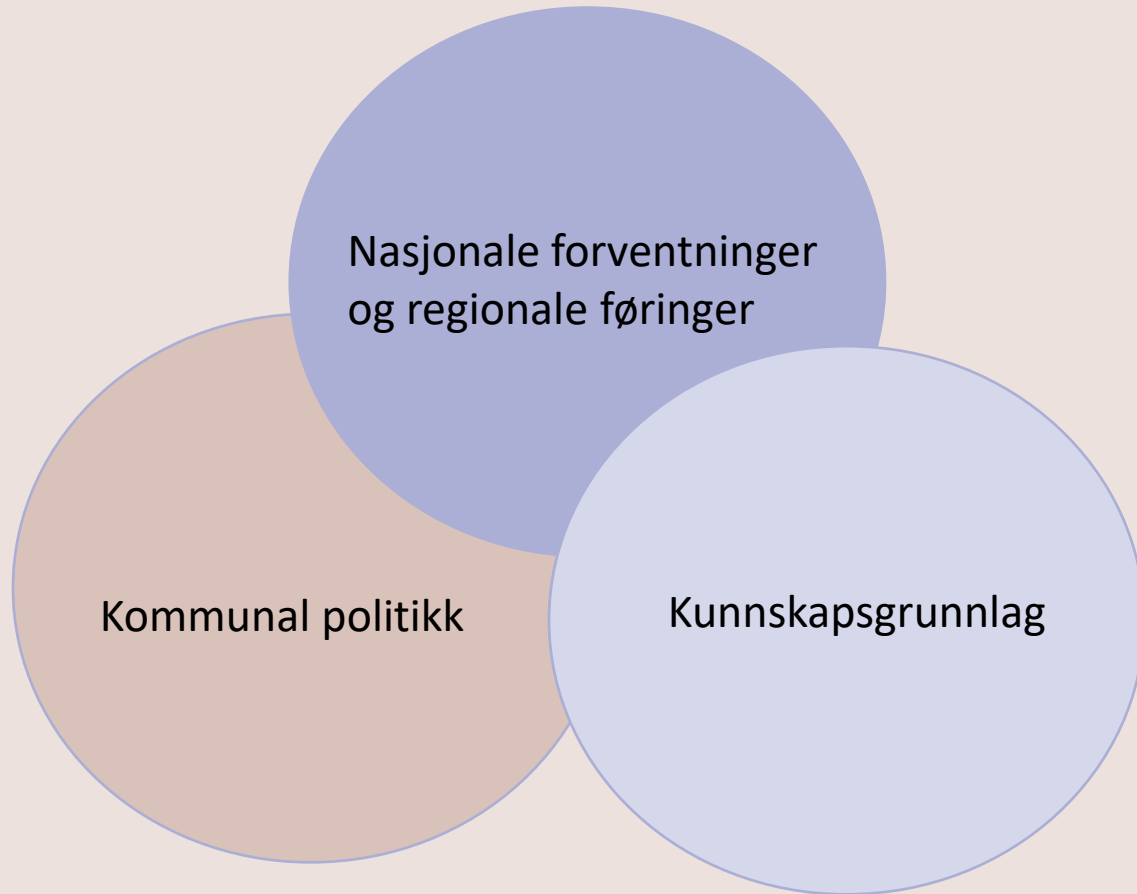 Nasjonale forventninger
og regionale føringer
Kommunal politikk
Kunnskapsgrunnlag